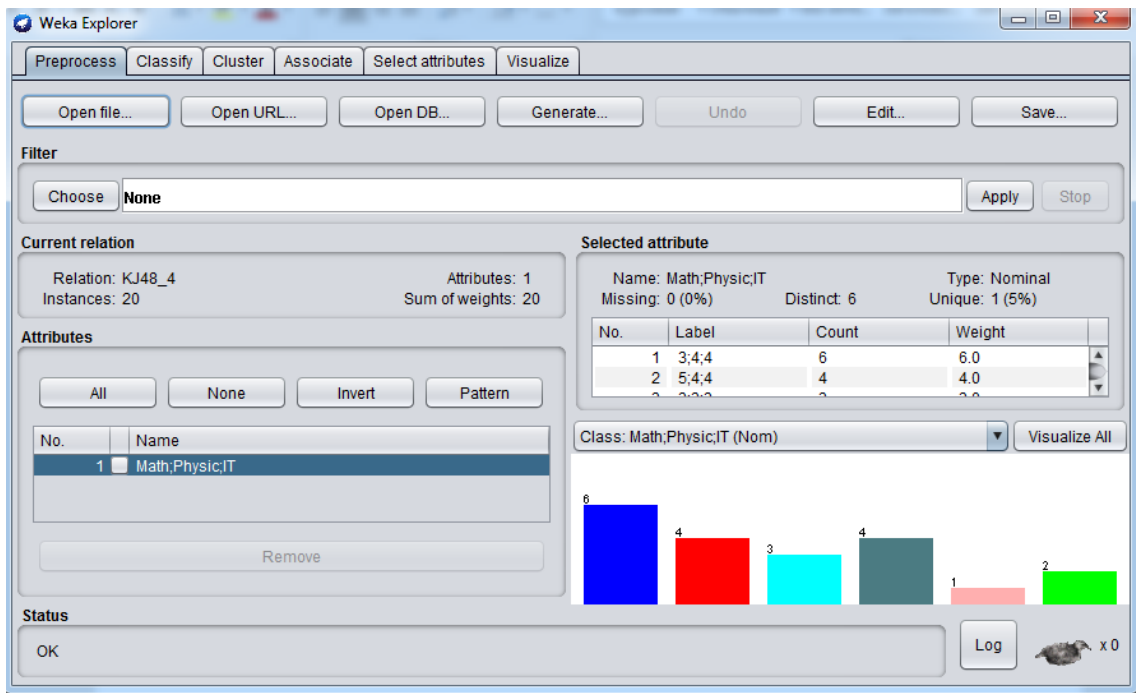 Weka Explorer
Preprocess Classify Cluster Associate Select attributes Visualize
Open file... Open URL... Open DB... Generate... Undo Edit... Save...
Filter
Choose None Apply Stop
Current relation
Relation: KJ48_4 Attributes: 1
Instances: 20 Sum of weights: 20
Attributes
All None Invert Pattern
No. Name
1 Math;Physic;IT
Remove
Selected attribute
Name: Math;Physic;IT Type: Nominal
Missing: 0 (0%) Distinct: 6 Unique: 1 (5%)
No. Label Count Weight
1 3;4;4 6 6.0
2 5;4;4 4 4.0
Class: Math;Physic;IT (Nom) Visualize All
6 4 3 4 1 2
Status
OK Log x 0